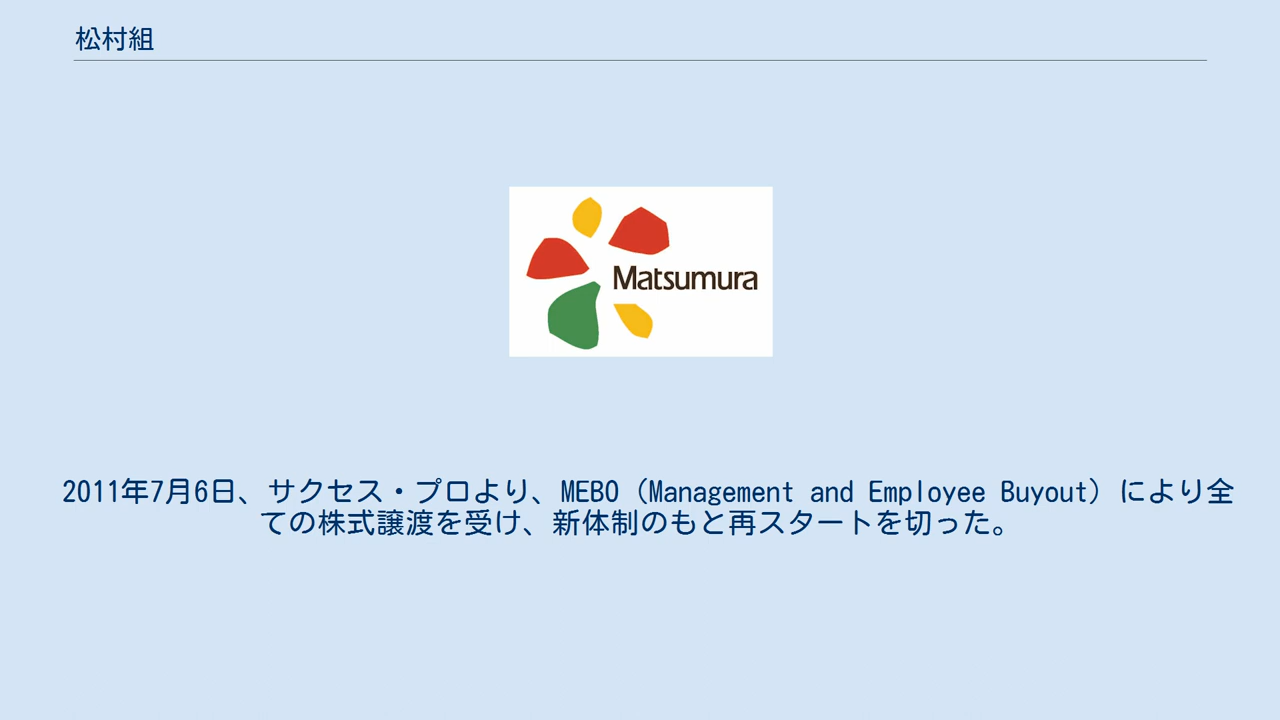 松村組
Matsumura
2011年7月6日、サクセス・プロより、MEBO（Management and Employee Buyout）により全
ての株式譲渡を受け、新体制のもと再スタートを切った。